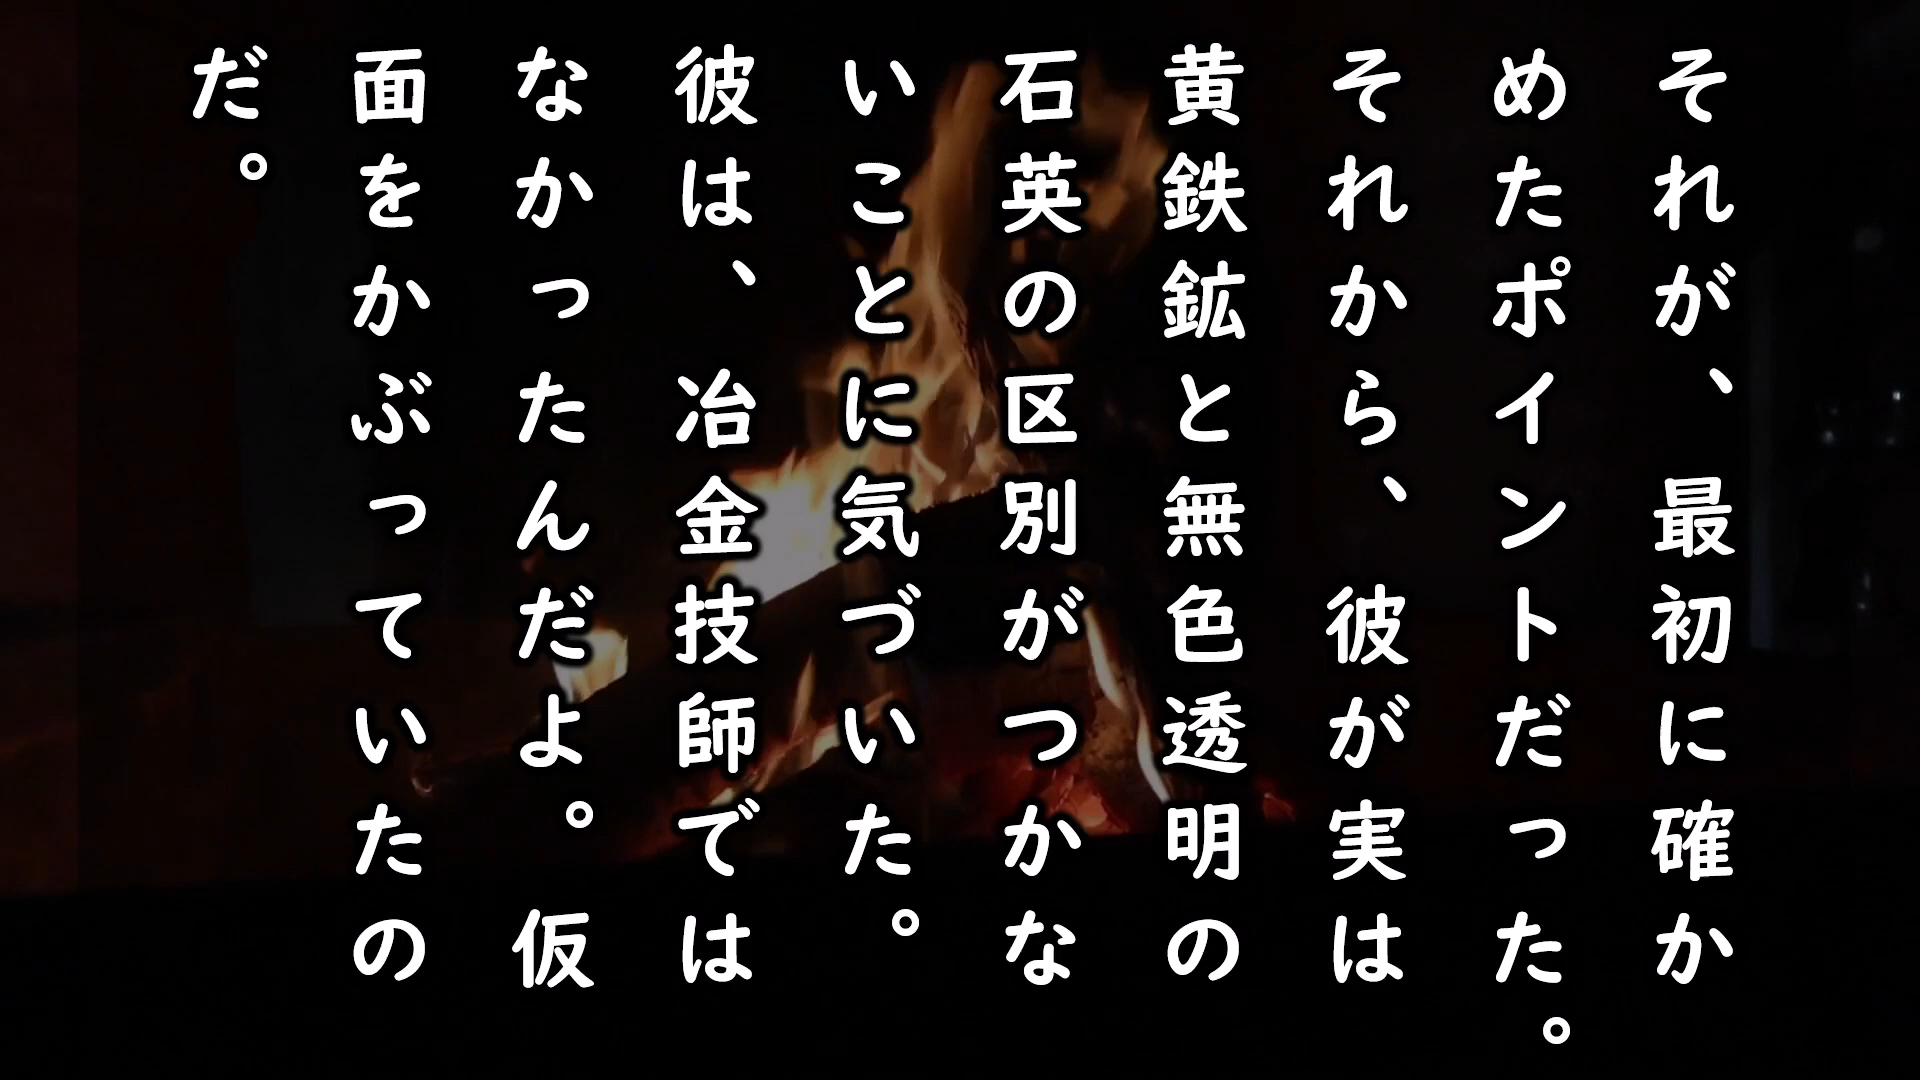 それが、最初に確か
めたポイントだった。
それから、彼が実は
黄鉄鉱と無色透明の
石英の区別がつかな
いことに気づいた。
彼は、冶金技師では
なかったんだよ。仮
面をかぶっていたの
だ。